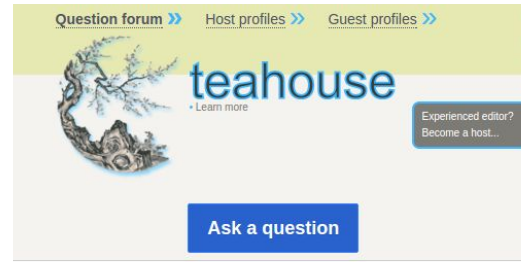 Question forum » Host profiles » Guest profiles »
teahouse
• Learn more
Experienced editor?
Become a host...
Ask a question